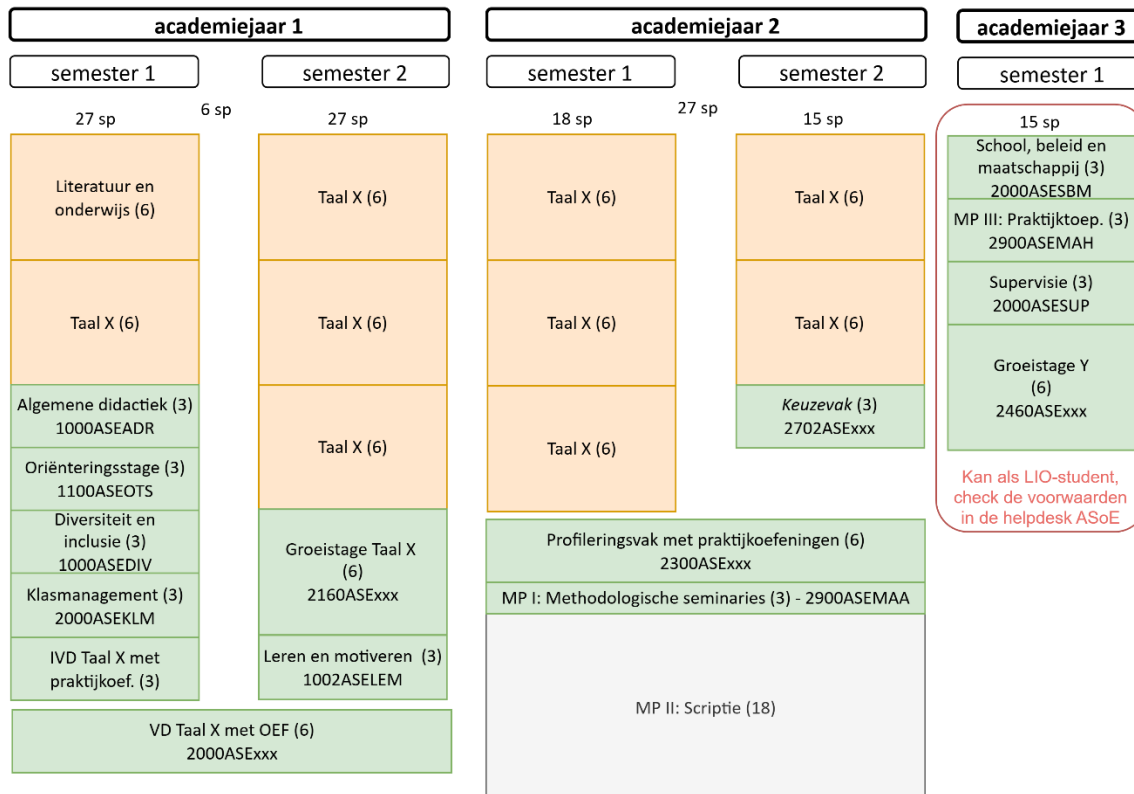 academiejaar 1
semester 1
semester 2
27 sp
6 sp
27 sp
Literatuur en
onderwijs (6)
Taal X (6)
Algemene didactiek (3)
1000ASEADR
Oriënteringsstage (3)
1100ASEOTS
Diversiteit en
inclusie (3)
1000ASEDIV
Klasmanagement (3)
2000ASEKLM
IVD Taal X met
praktijkoef. (3)
Taal X (6)
Taal X (6)
Taal X (6)
Groeistage Taal X
(6)
2160ASExxx
Leren en motiveren (3)
1002ASELEM
VD Taal X met OEF (6)
2000ASExxx
academiejaar 2
semester 1
semester 2
18 sp
27 sp
15 sp
Taal X (6)
Taal X (6)
Taal X (6)
Taal X (6)
Taal X (6)
Keuzevak (3)
2702ASExxx
Profileringsvak met praktijkoefeningen (6)
2300ASExxx
MP I: Methodologische seminaries (3) - 2900ASEMAA
MP II: Scriptie (18)
academiejaar 3
semester 1
15 sp
School, beleid en
maatschappij (3)
2000ASESBM
MP III: Praktijktoep. (3)
2900ASEMAH
Supervisie (3)
2000ASESUP
Groeistage Y
(6)
2460ASExxx
Kan als LIO-student,
check de voorwaarden
in de helpdesk ASoE